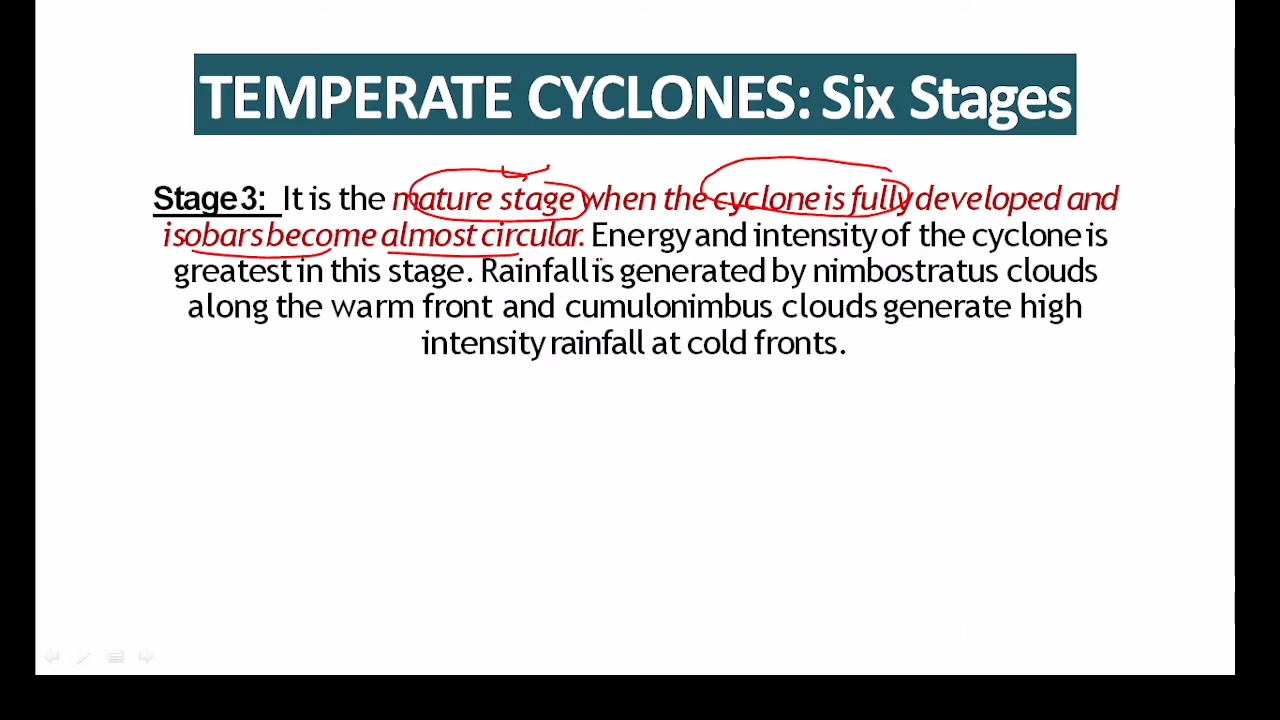 TEMPERATE CYCLONES: Six Stages
Stage 3: It is the mature stage when the cyclone is fully developed and
isobars become almost circular. Energy and intensity of the cyclone is
greatest in this stage. Rainfall is generated by nimbostratus clouds
along the warm front and cumulonimbus clouds generate high
intensity rainfall at cold fronts.